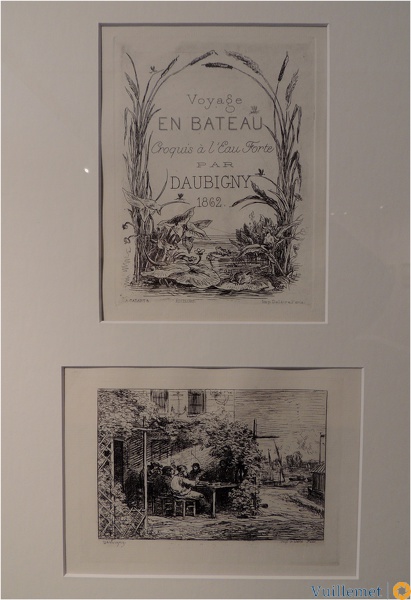 Voyage
EN BATEAU
Croquis à l'Eau Forte
PAR
DAUBIGNY
1862.
Vuillemet